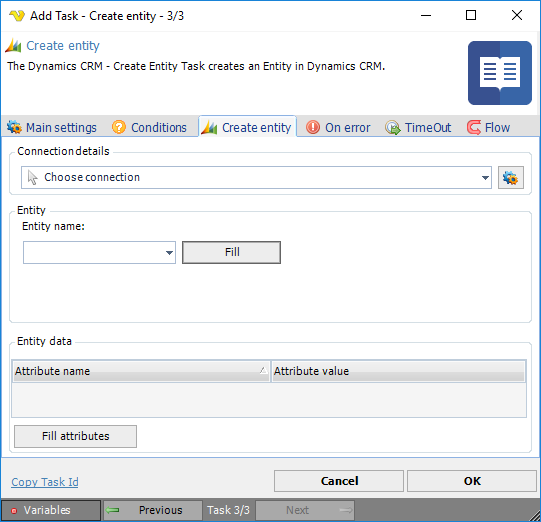 Add Task - Create entity - 3/3
Create entity
The Dynamics CRM - Create Entity Task creates an Entity in Dynamics CRM.
Main settings Conditions Create entity On error TimeOut Flow
Connection details
Choose connection
Entity
Entity name:
Fill
Entity data
Attribute name Attribute value
Fill attributes
Copy Task Id Cancel OK
Variables Previous Task 3/3 Next